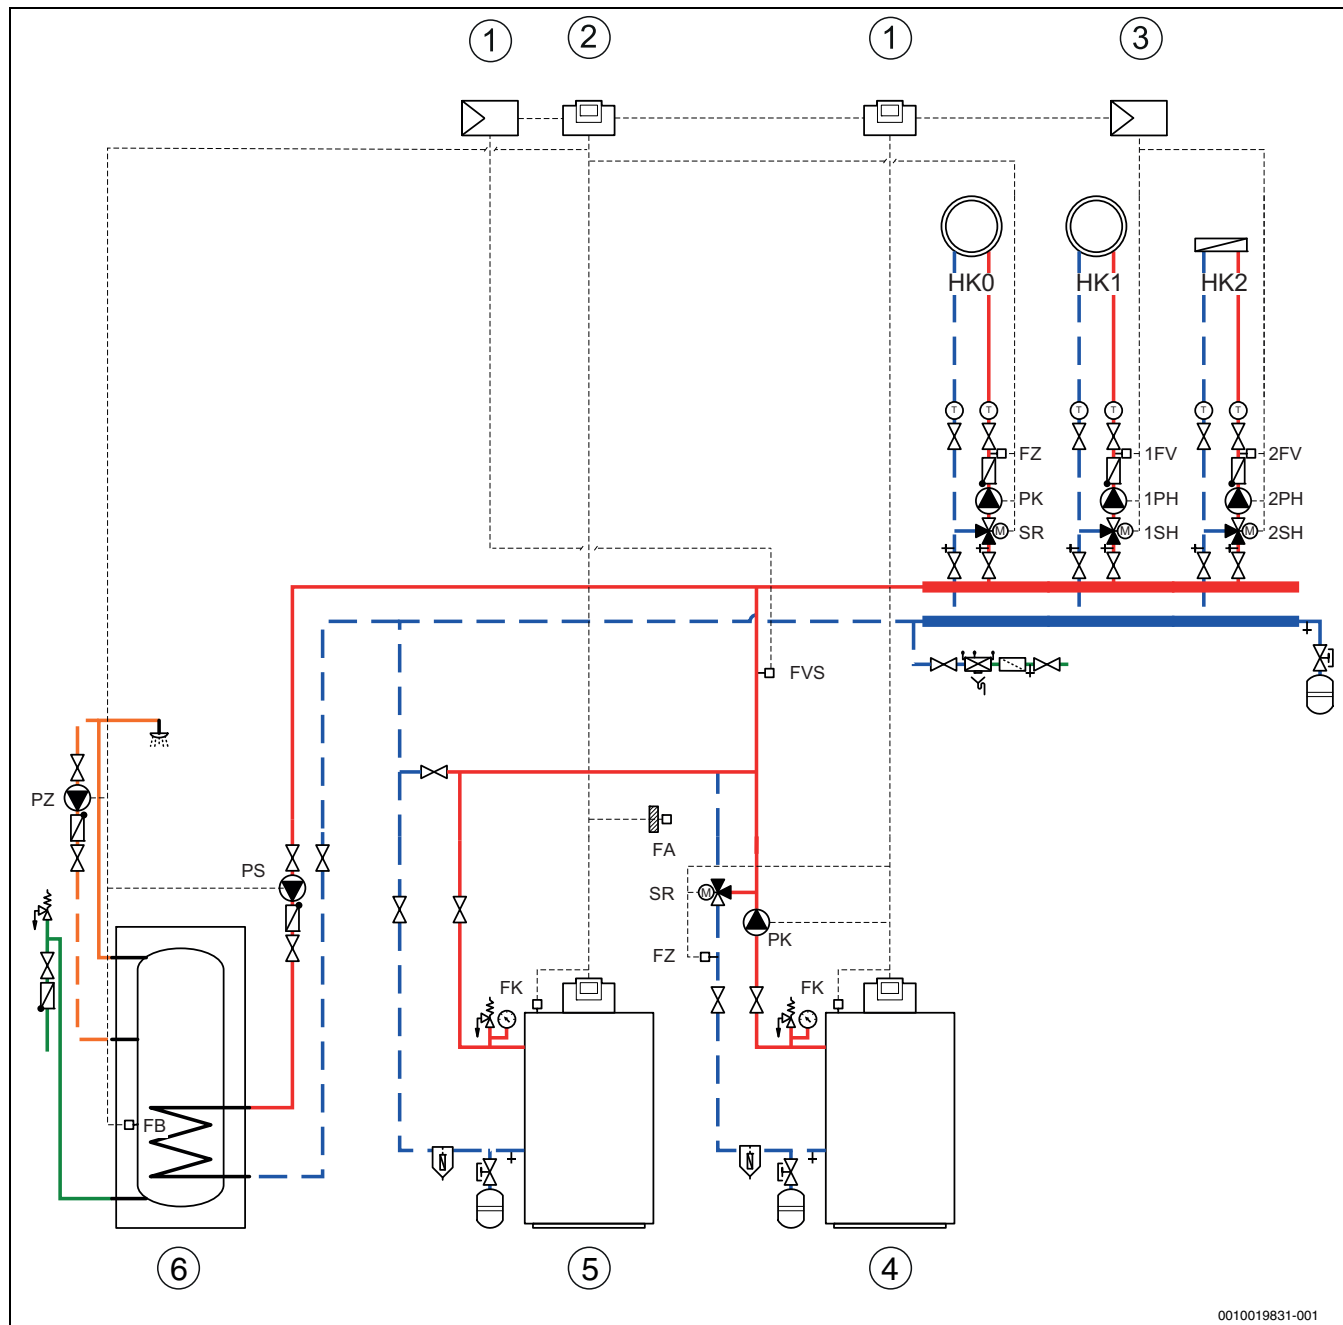 1 2 1 3
HK0 HK1 HK2
T T T T T T
FZ 1FV 2FV
PK 1PH 2PH
M SR M 1SH M 2SH
FVS
PZ
FA
PS SR M
PK
FZ
FK FK
FB
6 5 4
0010019831-001